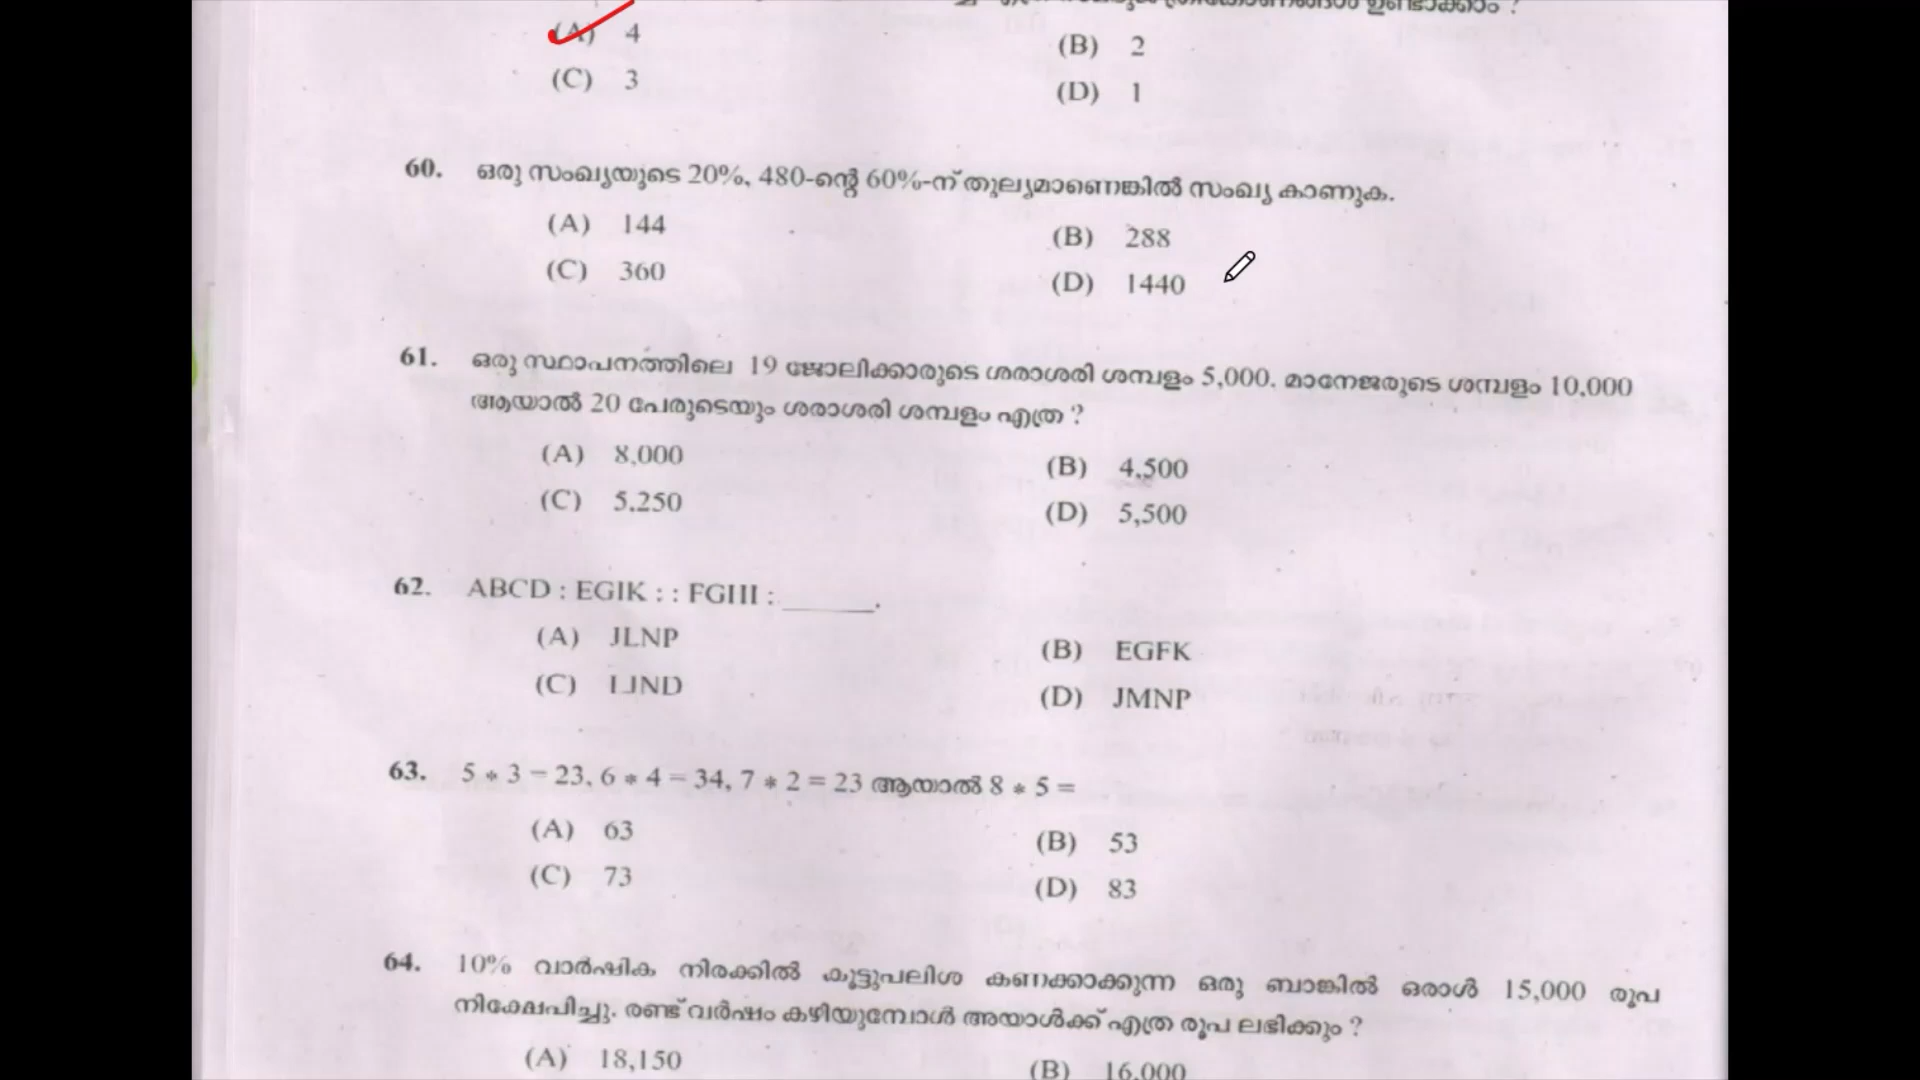 ഉണ്ടാക്കാം ?
(A) 4
(B) 2
(C) 3
(D) 1
60. ഒരു സംഖ്യയുടെ 20%, 480-ന്റെ 60%-ന് തുല്യമാണെങ്കിൽ സംഖ്യ കാണുക.
(A) 144
(B) 288
(C) 360
(D) 1440
61. ഒരു സ്ഥാപനത്തിലെ 19 ജോലിക്കാരുടെ ശരാശരി ശമ്പളം 5,000. മാനേജരുടെ ശമ്പളം 10,000
ആയാൽ 20 പേരുടെയും ശരാശരി ശമ്പളം എത്ര ?
(A) 8,000
(B) 4,500
(C) 5,250
(D) 5,500
62. ABCD : EGIK : : FGHI : ______.
(A) JLNP
(B) EGFK
(C) IJND
(D) JMNP
63. 5 * 3 = 23, 6 * 4 = 34, 7 * 2 = 23 ആയാൽ 8 * 5 =
(A) 63
(B) 53
(C) 73
(D) 83
64. 10% വാർഷിക നിരക്കിൽ കൂട്ടുപലിശ കണക്കാക്കുന്ന ഒരു ബാങ്കിൽ ഒരാൾ 15,000 രൂപ
നിക്ഷേപിച്ചു. രണ്ട് വർഷം കഴിയുമ്പോൾ അയാൾക്ക് എത്ര രൂപ ലഭിക്കും ?
(A) 18,150
(B) 16,000